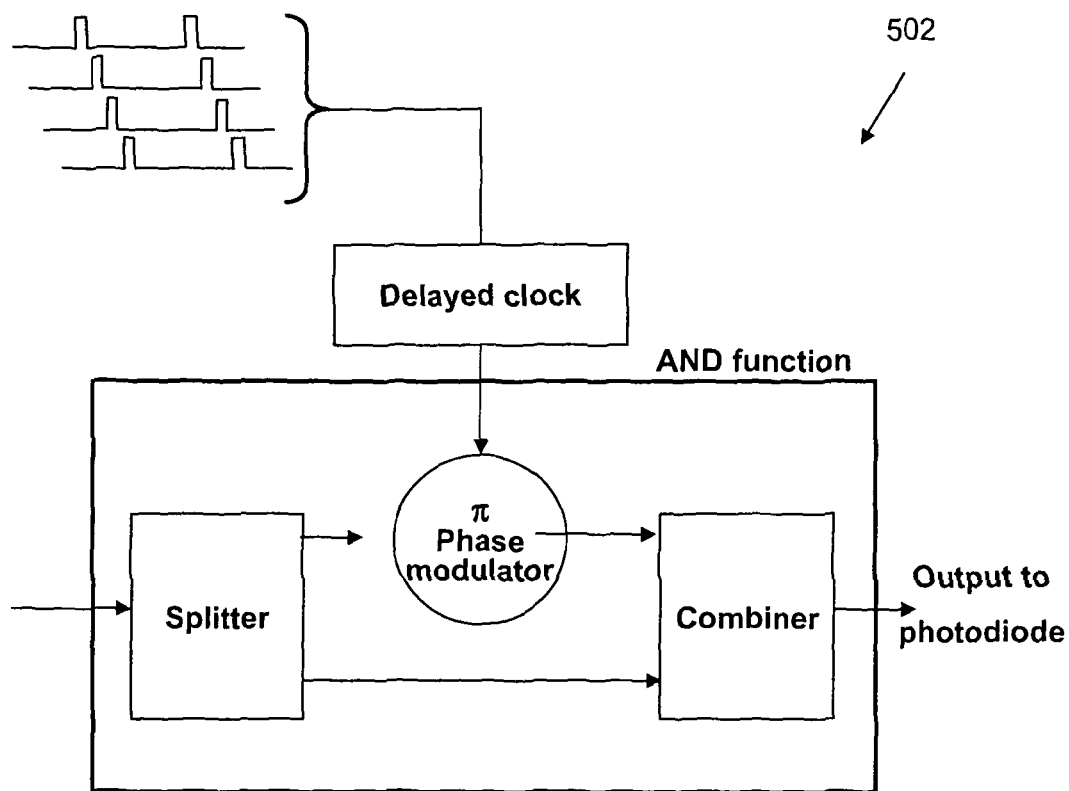 502
Delayed clock
AND function
π
Phase
modulator
Splitter
Combiner
Output to
photodiode